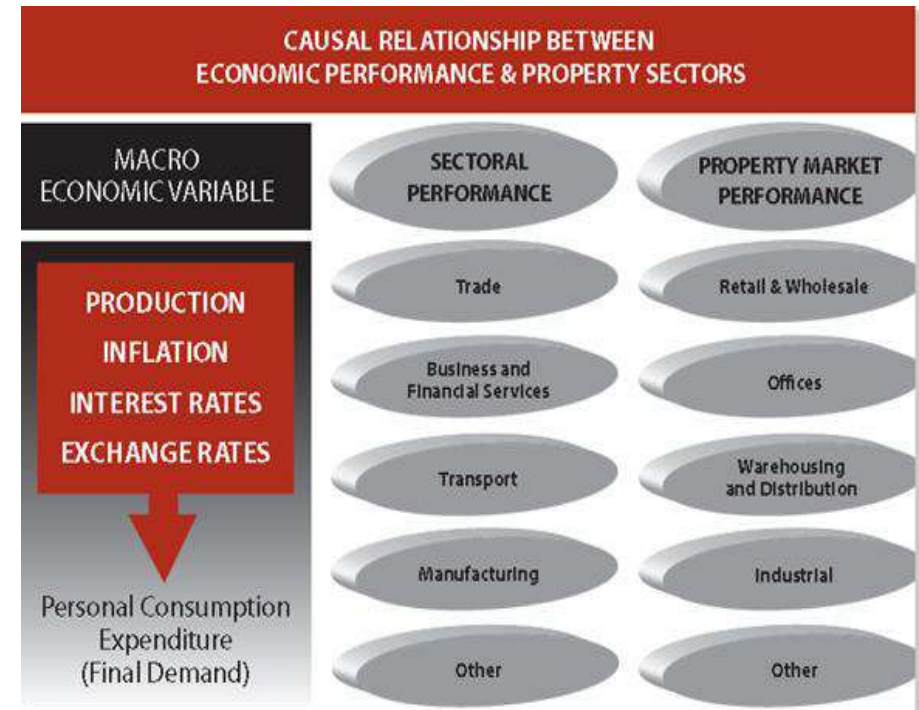 CAUSAL RELATIONSHIP BETWEEN
ECONOMIC PERFORMANCE & PROPERTY SECTORS
MACRO
ECONOMIC VARIABLE
SECTORAL
PERFORMANCE
PROPERTY MARKET
PERFORMANCE
PRODUCTION
INFLATION
INTEREST RATES
EXCHANGE RATES
Personal Consumption
Expenditure
(Final Demand)
Trade
Retail & Wholesale
Business and
Financial Services
Offices
Transport
Warehousing
and Distribution
Manufacturing
Industrial
Other
Other